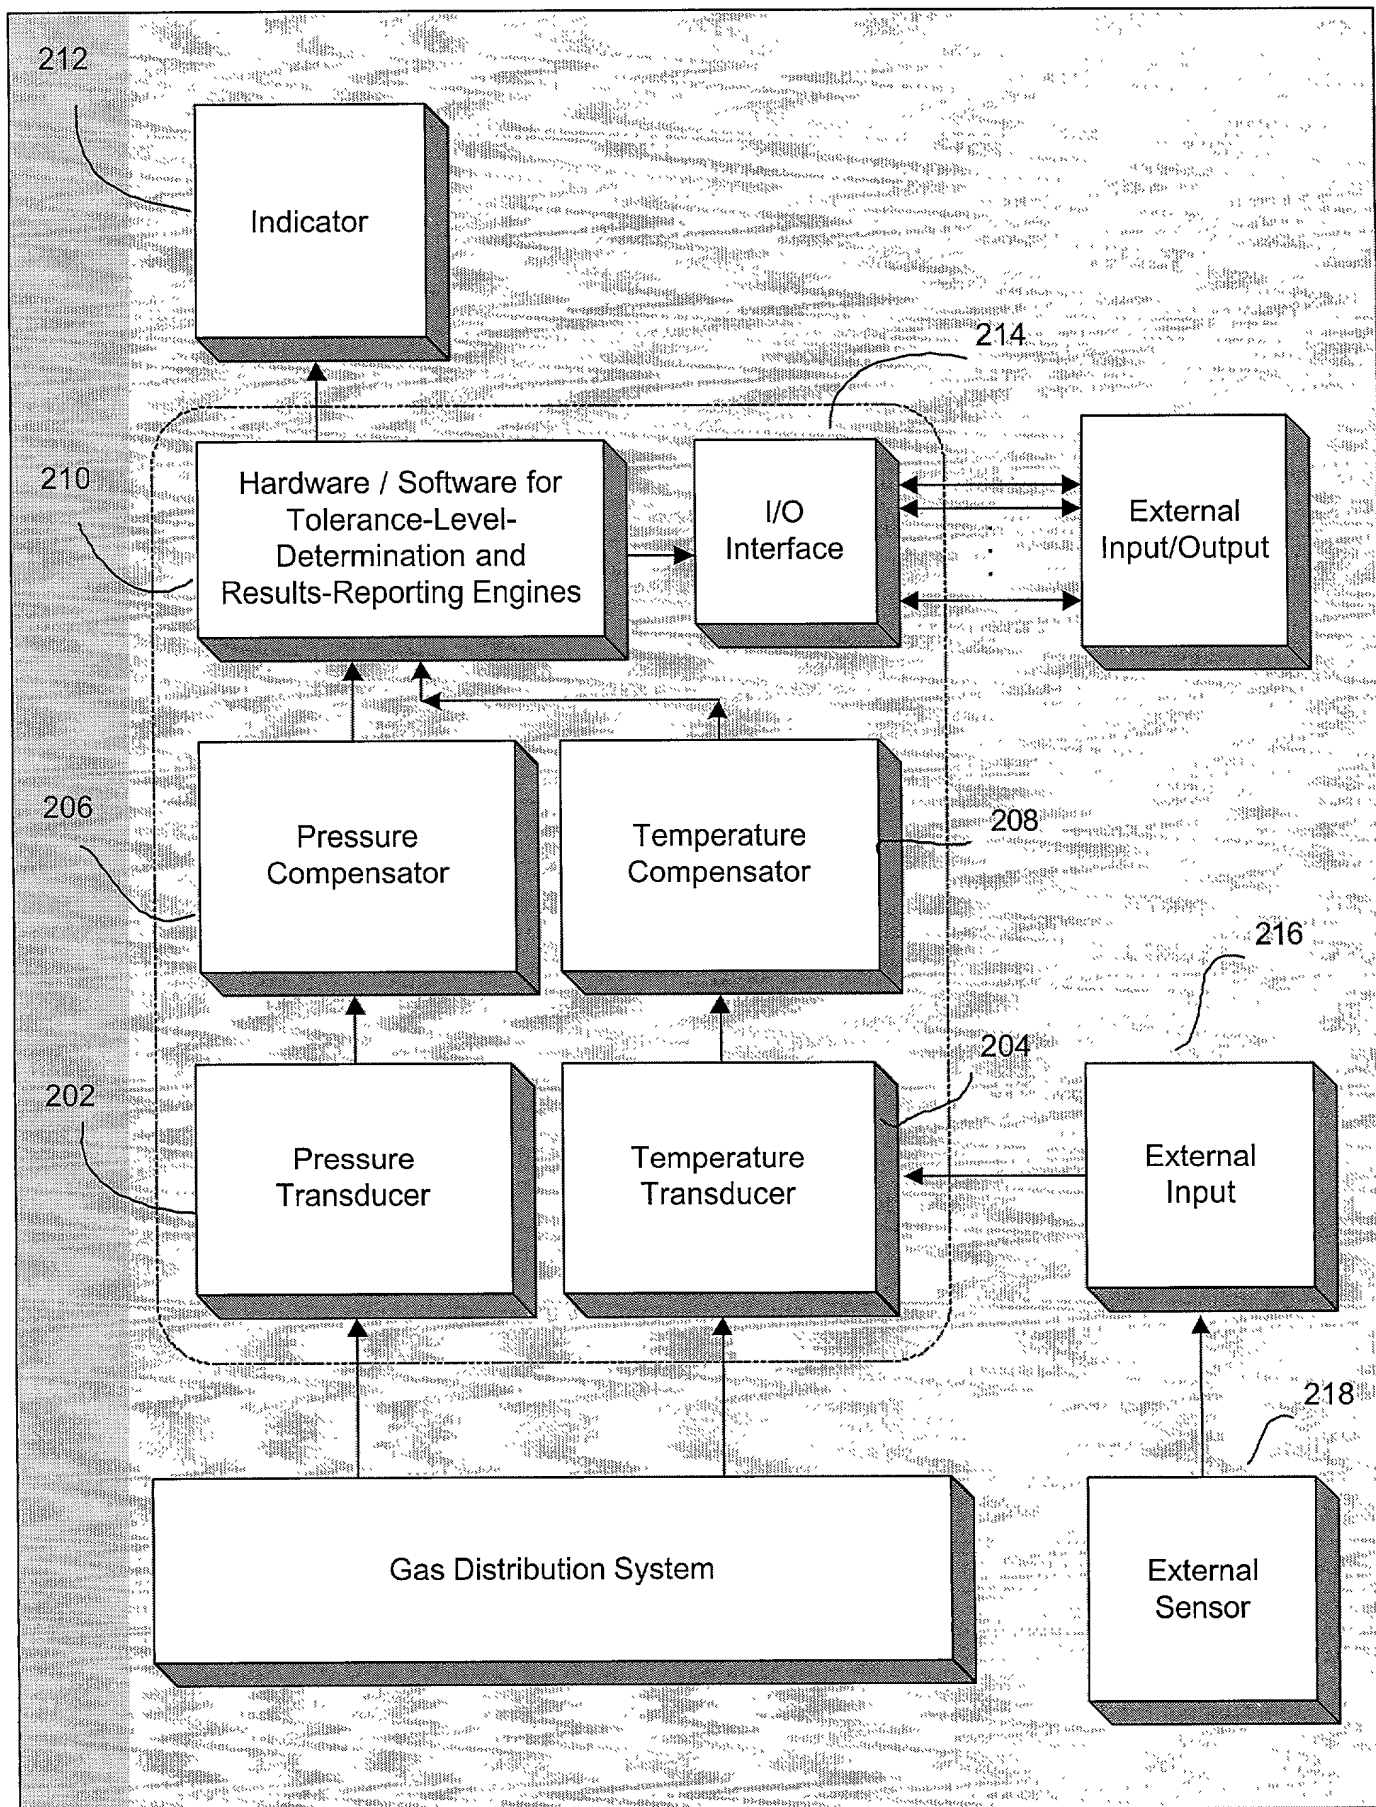 212
Indicator
214
210
Hardware / Software for
Tolerance-Level-
Determination and
Results-Reporting Engines
I/O
Interface
External
Input/Output
206
Pressure
Compensator
Temperature
Compensator
208
216
204
202
Pressure
Transducer
Temperature
Transducer
External
Input
218
Gas Distribution System
External
Sensor